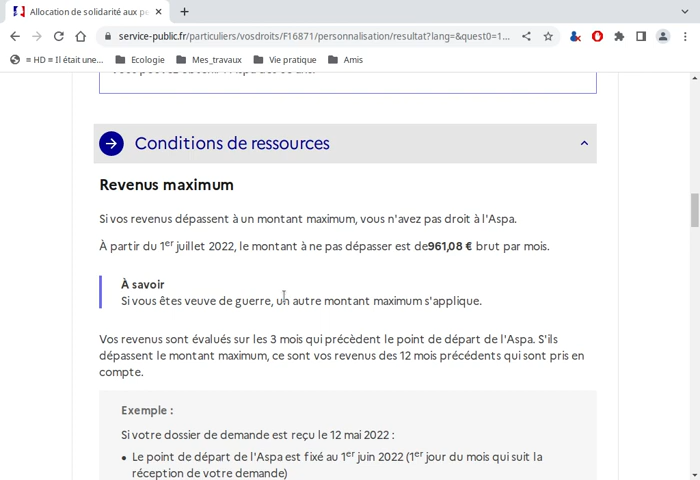 Allocation de solidarité aux pe
service-public.fr/particuliers/vosdroits/F16871/personnalisation/resultat?lang=&quest0=1...
= HD = Il était une...
Ecologie
Mes_travaux
Vie pratique
Amis
Conditions de ressources
Revenus maximum
Si vos revenus dépassent à un montant maximum, vous n'avez pas droit à l'Aspa.
À partir du 1er juillet 2022, le montant à ne pas dépasser est de961,08 € brut par mois.
À savoir
Si vous êtes veuve de guerre, un autre montant maximum s'applique.
Vos revenus sont évalués sur les 3 mois qui précèdent le point de départ de l'Aspa. S'ils
dépassent le montant maximum, ce sont vos revenus des 12 mois précédents qui sont pris en
compte.
Exemple :
Si votre dossier de demande est reçu le 12 mai 2022 :
• Le point de départ de l'Aspa est fixé au 1er juin 2022 (1er jour du mois qui suit la
réception de votre demande)